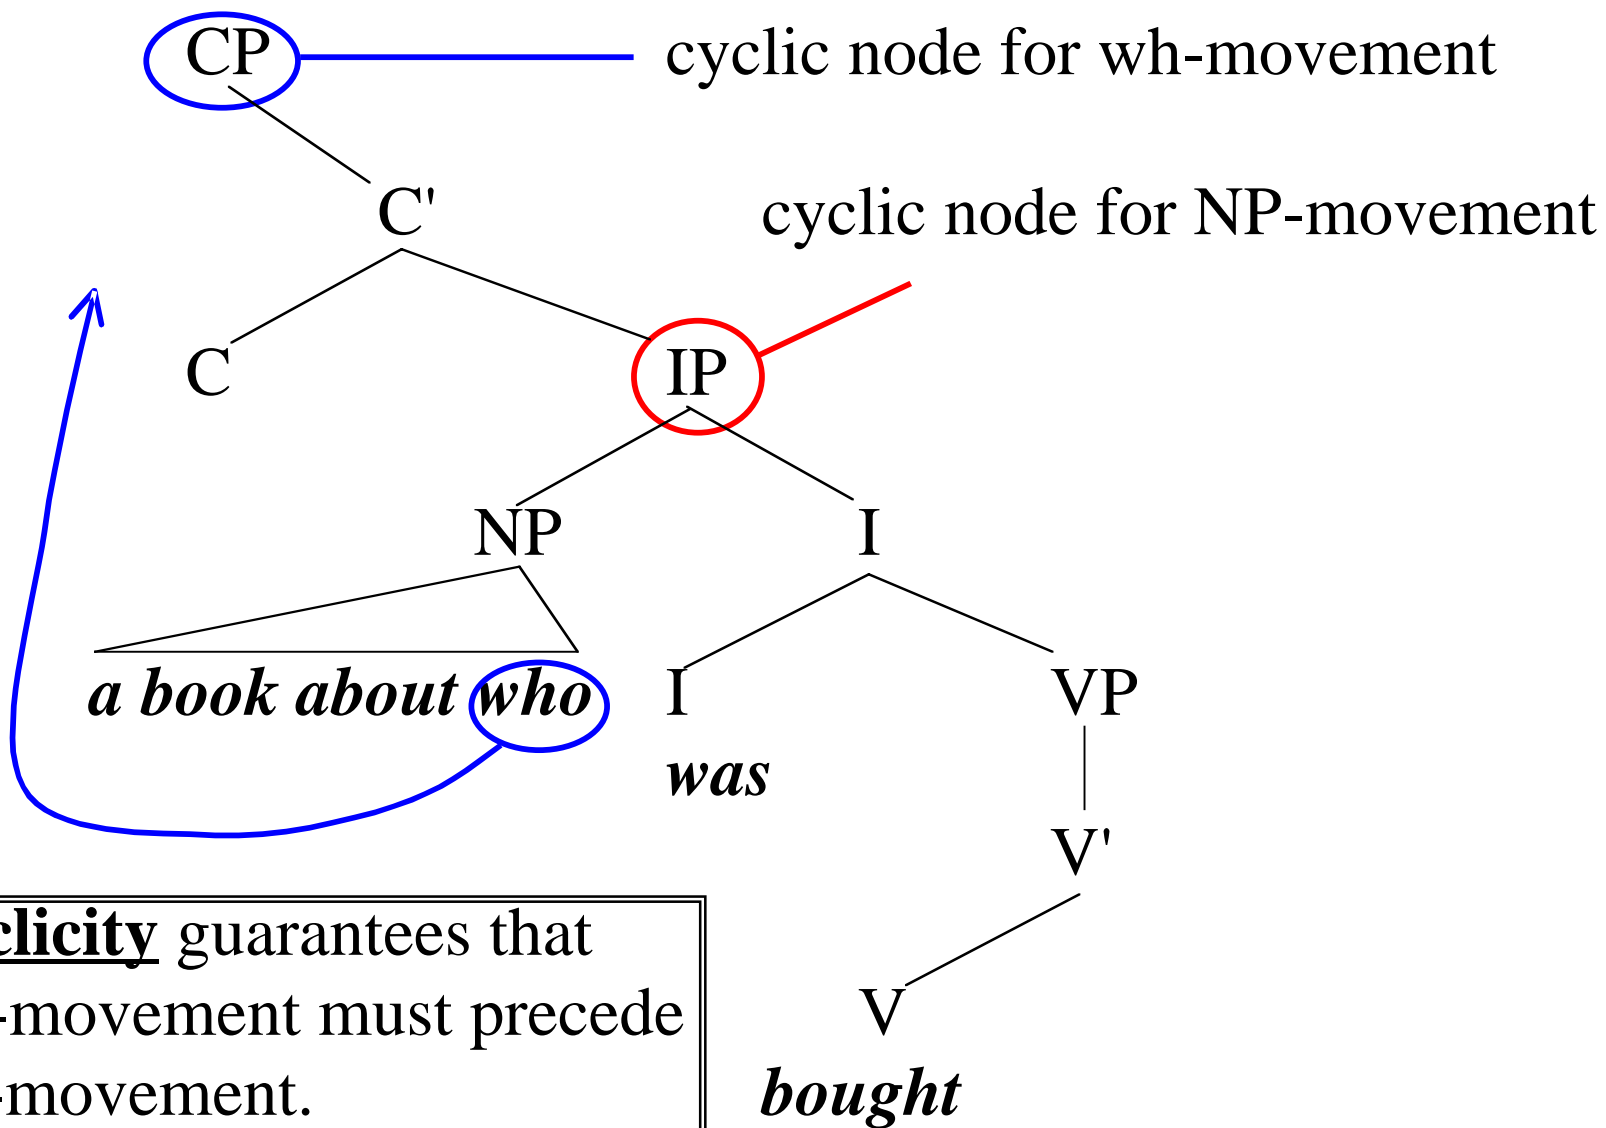 CP cyclic node for wh-movement
C' cyclic node for NP-movement
C IP
NP I
a book about who I VP
was
V'
clicity guarantees that
-movement must precede V
-movement. bought